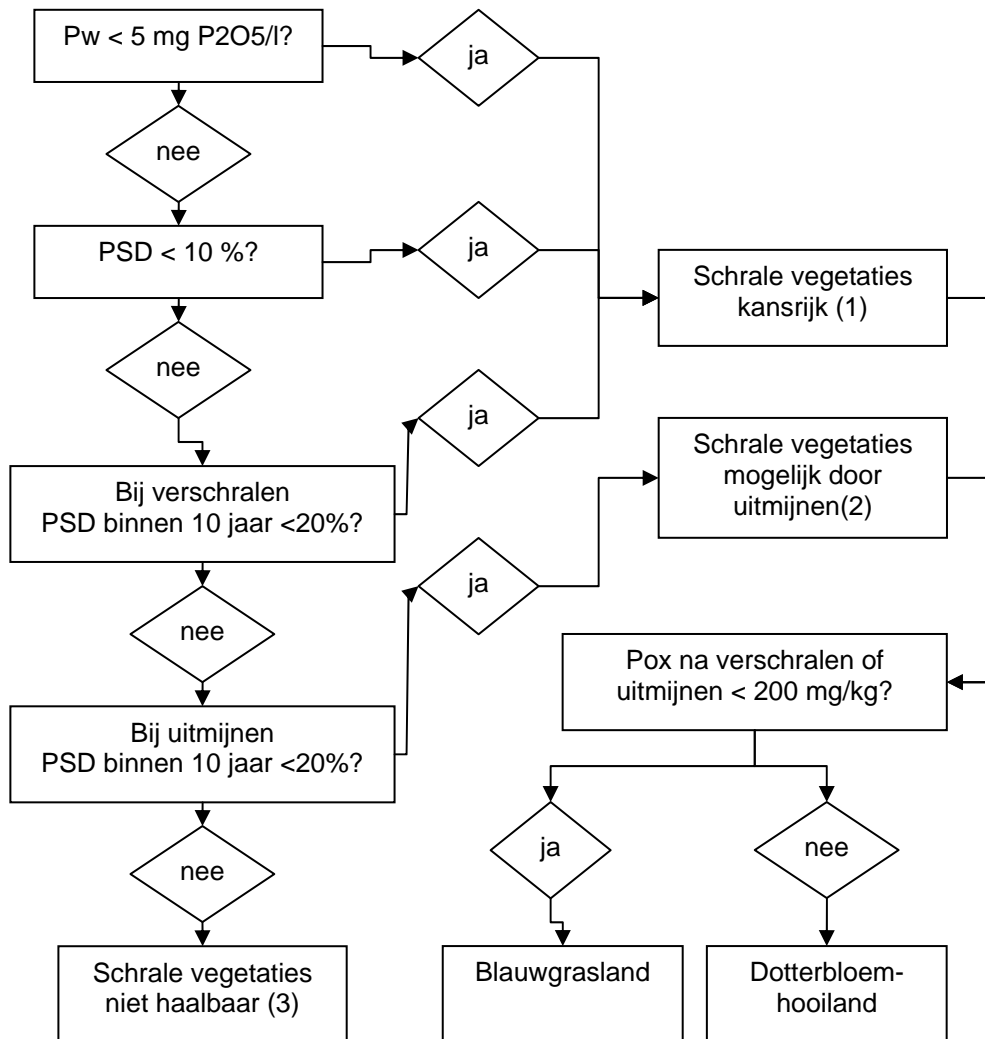 Pw < 5 mg P2O5/l?
ja
nee
PSD < 10 %?
ja
nee
Schrale vegetaties
kansrijk (1)
Bij verschralen
PSD binnen 10 jaar <20%?
ja
Schrale vegetaties
mogelijk door
uitmijnen(2)
nee
ja
Bij uitmijnen
PSD binnen 10 jaar <20%?
Pox na verschralen of
uitmijnen < 200 mg/kg?
nee
ja
nee
Schrale vegetaties
niet haalbaar (3)
Blauwgrasland
Dotterbloem-
hooiland